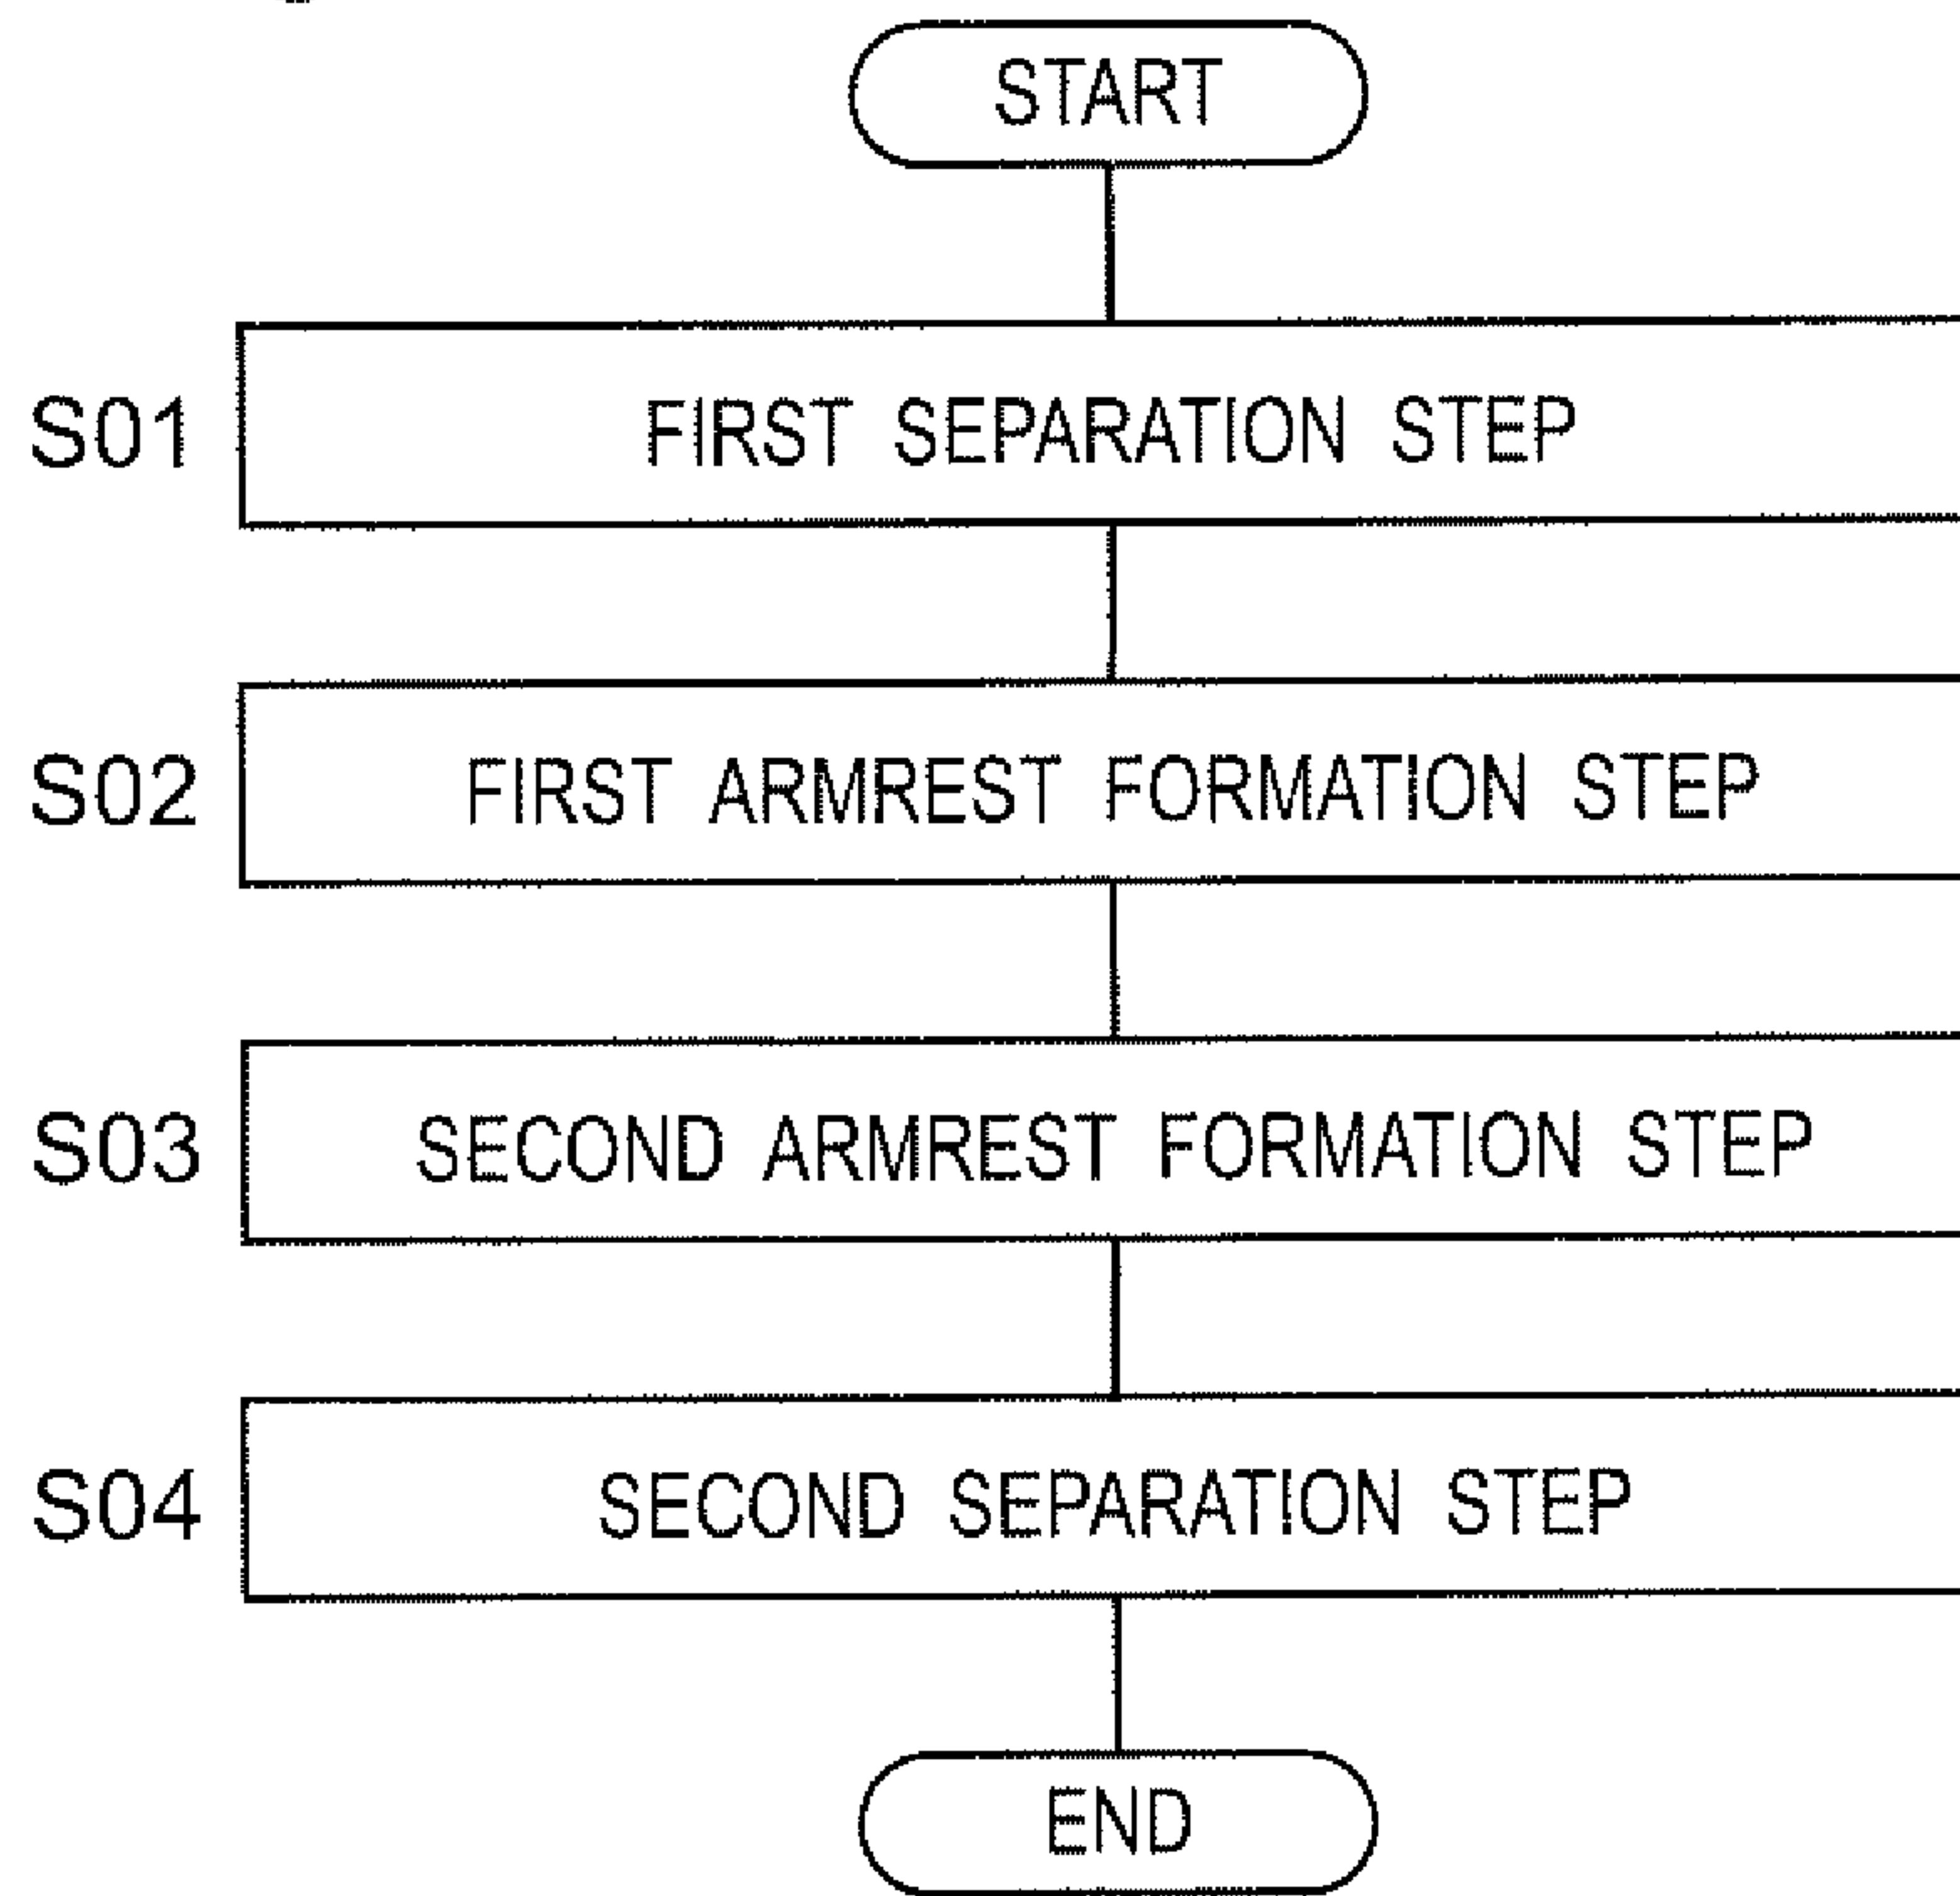 START
S01 FIRST SEPARATION STEP
S02 FIRST ARMREST FORMATION STEP
S03 SECOND ARMREST FORMATION STEP
S04 SECOND SEPARATION STEP
END